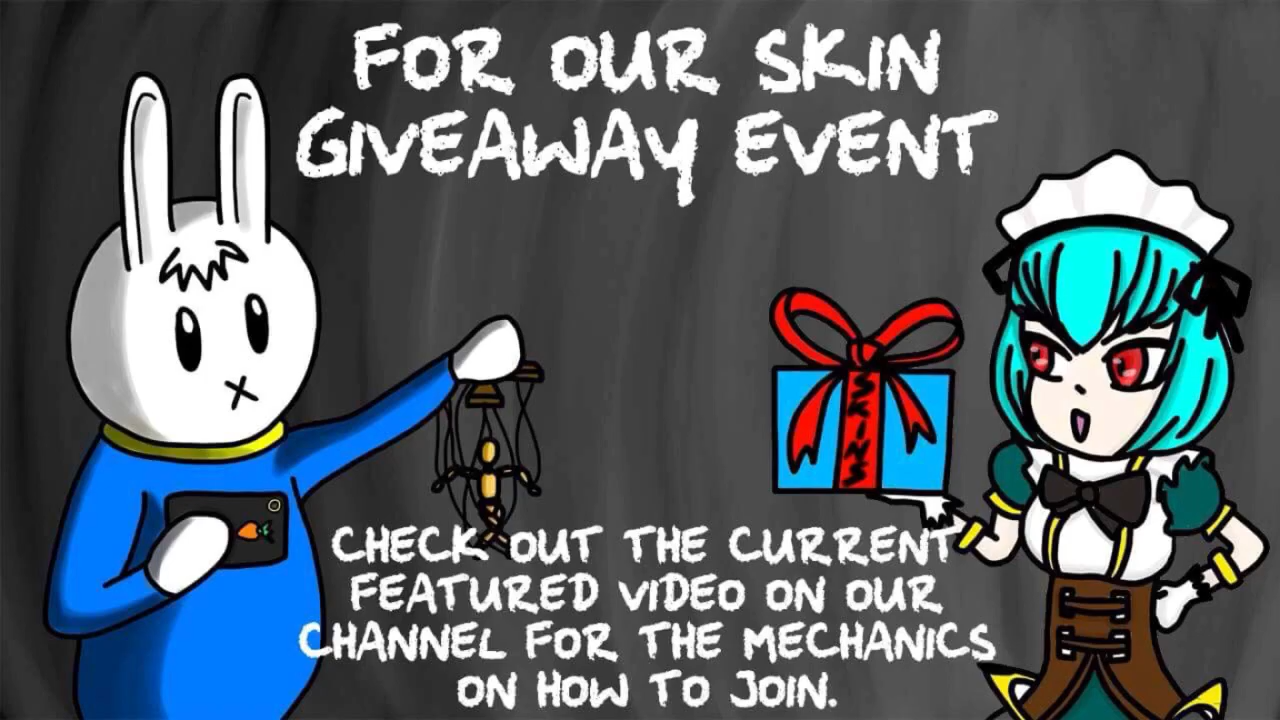 FOR OUR SKIN
GIVEAWAY EVENT
SKINS
CHECK OUT THE CURRENT
FEATURED VIDEO ON OUR
CHANNEL FOR THE MECHANICS
ON HOW TO JOIN.